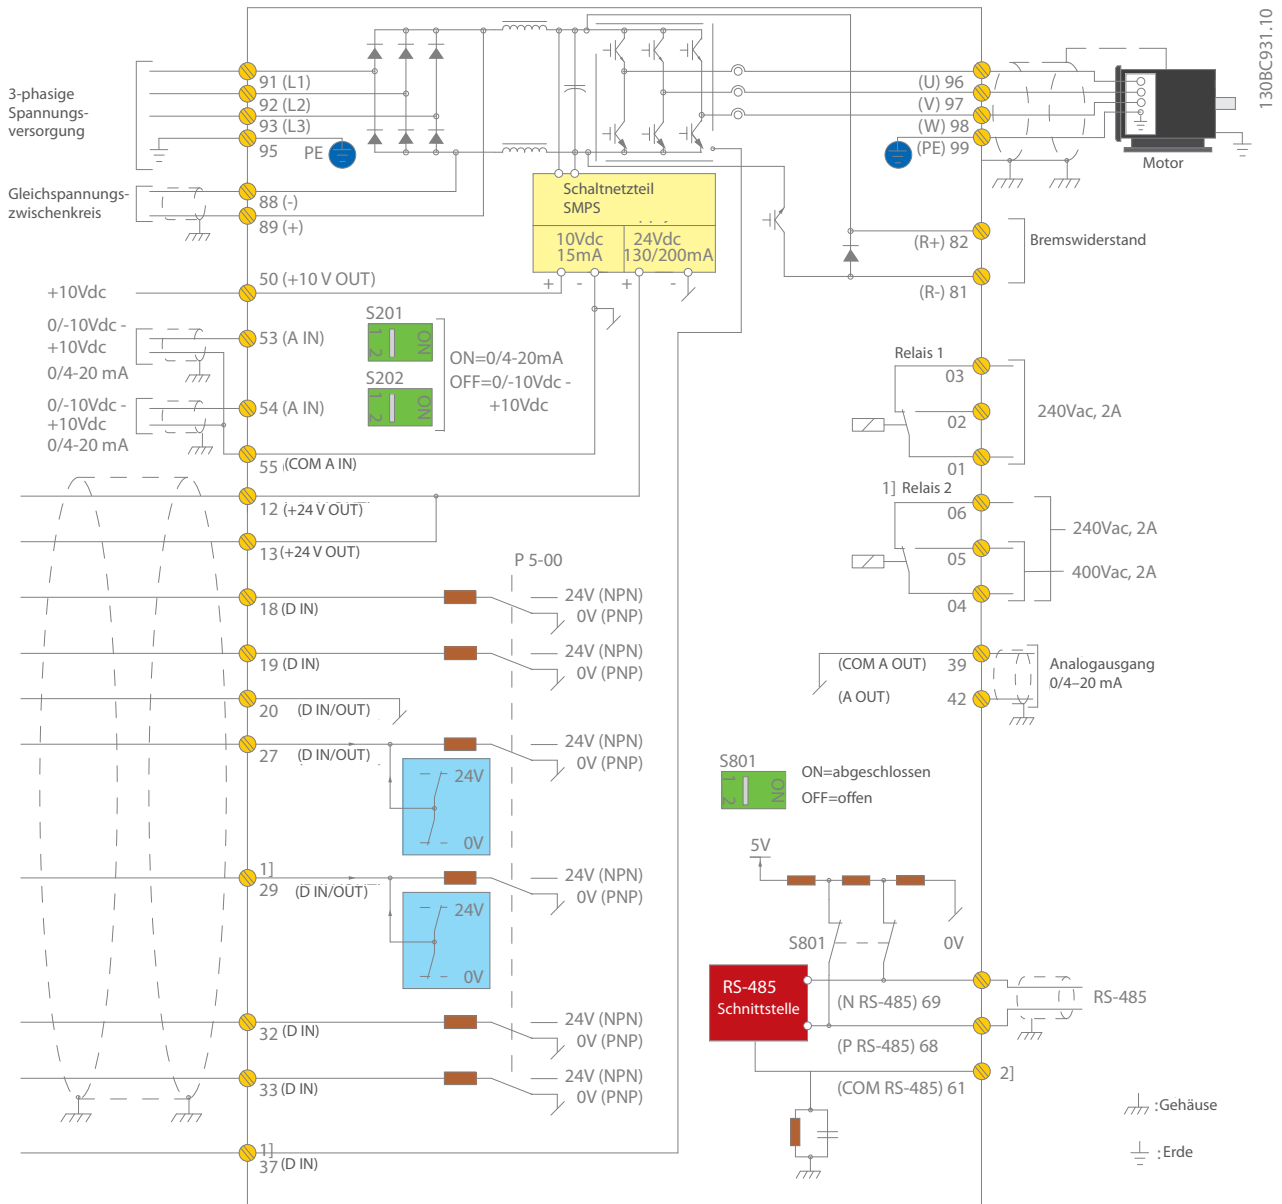 130BC931.10
3-phasige
Spannungs-
versorgung
91 (L1)
92 (L2)
93 (L3)
95
PE
Gleichspannungs-
zwischenkreis
88 (-)
89 (+)
50 (+10 V OUT)
+10Vdc
0/-10Vdc -
+10Vdc
0/4-20 mA
53 (A IN)
0/-10Vdc -
+10Vdc
0/4-20 mA
54 (A IN)
55 (COM A IN)
12 (+24 V OUT)
13 (+24 V OUT)
18 (D IN)
19 (D IN)
20 (D IN/OUT)
27 (D IN/OUT)
1]
29 (D IN/OUT)
32 (D IN)
33 (D IN)
1]
37 (D IN)
Schaltnetzteil
SMPS
10Vdc
15mA
24Vdc
130/200mA
+ - + -
S201
1 2 ON
S202
1 2 ON
ON=0/4-20mA
OFF=0/-10Vdc -
+10Vdc
P 5-00
24V (NPN)
0V (PNP)
24V (NPN)
0V (PNP)
24V (NPN)
0V (PNP)
24V
0V
24V (NPN)
0V (PNP)
24V
0V
24V (NPN)
0V (PNP)
24V (NPN)
0V (PNP)
(U) 96
(V) 97
(W) 98
(PE) 99
Motor
(R+) 82
(R-) 81
Bremswiderstand
Relais 1
03
02
01
240Vac, 2A
1] Relais 2
06
05
04
240Vac, 2A
400Vac, 2A
(COM A OUT) 39
(A OUT) 42
Analogausgang
0/4–20 mA
S801
1 2 ON
ON=abgeschlossen
OFF=offen
5V
S801
0V
RS-485
Schnittstelle
(N RS-485) 69
(P RS-485) 68
(COM RS-485) 61
RS-485
2]
:Gehäuse
:Erde